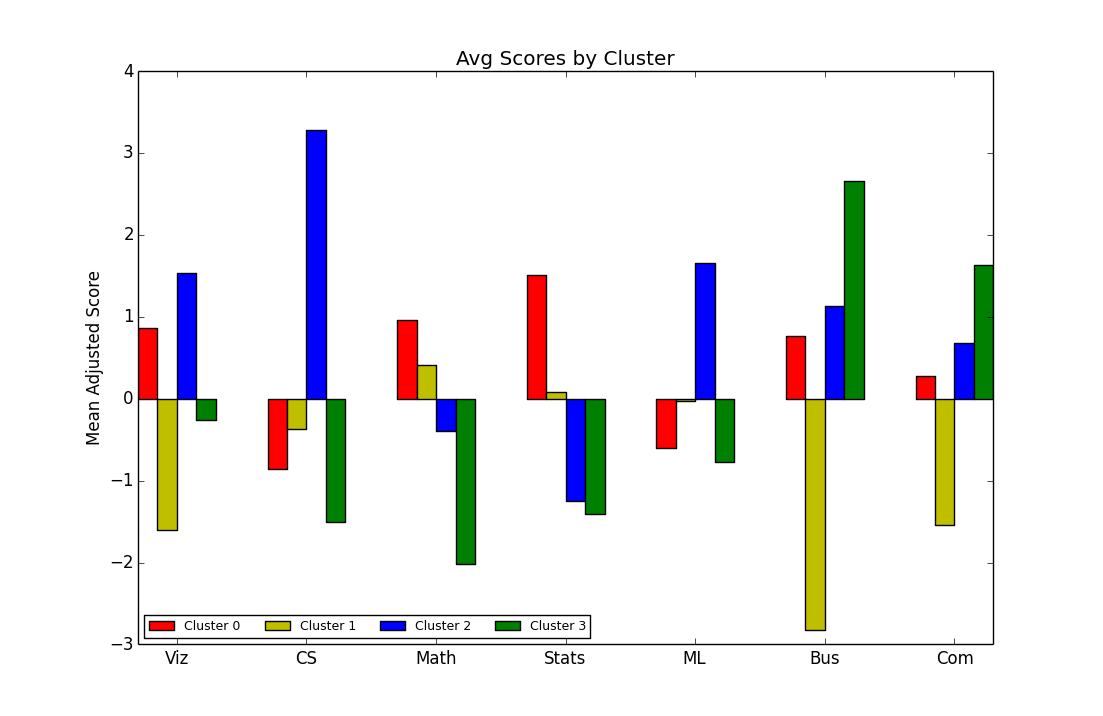 Avg Scores by Cluster
4
3
2
1
0
−1
−2
−3
Mean Adjusted Score
Cluster 0 Cluster 1 Cluster 2 Cluster 3
Viz CS Math Stats ML Bus Com